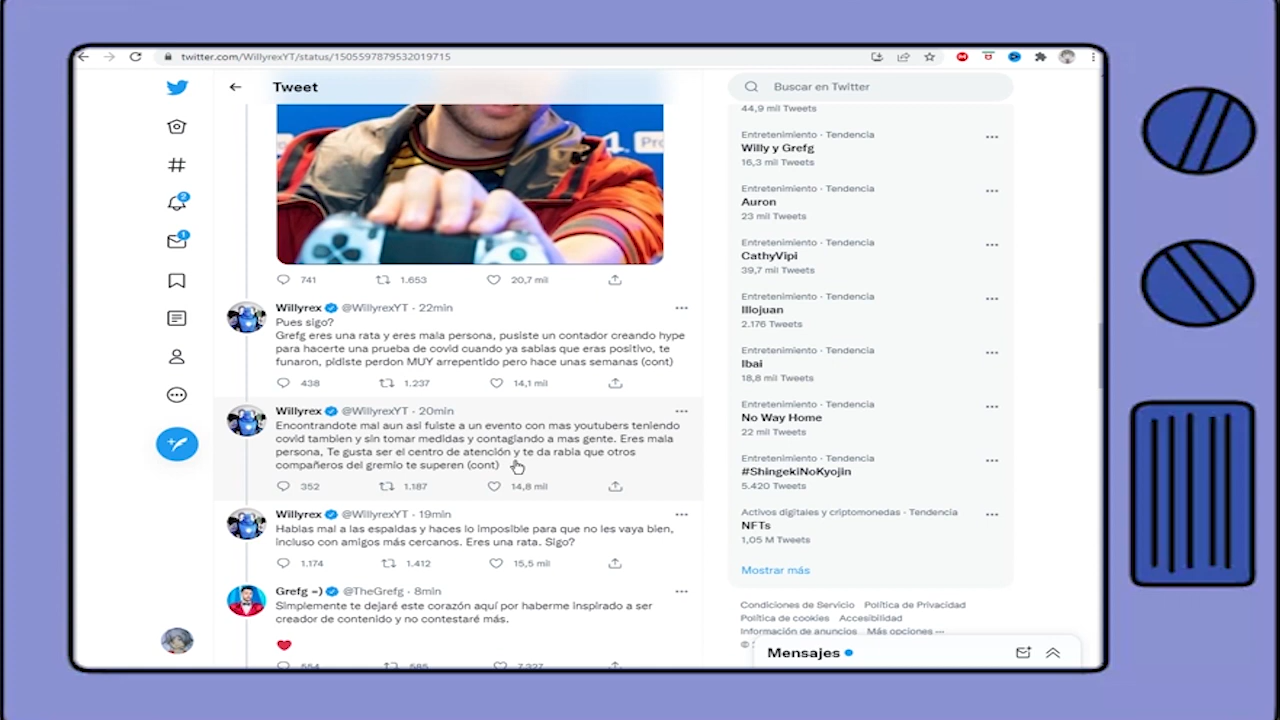 twitter.com/WillyrexYT/status/1505597879532019715
Tweet
Buscar en Twitter
44,9 mil Tweets
Entretenimiento · Tendencia
Willy y Grefg
16,3 mil Tweets
Entretenimiento · Tendencia
Auron
23 mil Tweets
Entretenimiento · Tendencia
CathyVipi
39,7 mil Tweets
Entretenimiento · Tendencia
Illojuan
2.176 Tweets
Entretenimiento · Tendencia
Ibai
18,8 mil Tweets
Entretenimiento · Tendencia
No Way Home
22 mil Tweets
Entretenimiento · Tendencia
#ShingekiNoKyojin
5.420 Tweets
Activos digitales y criptomonedas · Tendencia
NFTs
1,05 M Tweets
Mostrar más
Condiciones de Servicio Política de Privacidad
Política de cookies Accesibilidad
Información de anuncios Más opciones ···
©
Mensajes
2
1
Pro
741 1.653 20,7 mil
Willyrex @WillyrexYT · 22min
Pues sigo?
Grefg eres una rata y eres mala persona, pusiste un contador creando hype
para hacerte una prueba de covid cuando ya sabias que eras positivo, te
funaron, pidiste perdon MUY arrepentido pero hace unas semanas (cont)
438 1.237 14,1 mil
Willyrex @WillyrexYT · 20min
Encontrandote mal aun asi fuiste a un evento con mas youtubers teniendo
covid tambien y sin tomar medidas y contagiando a mas gente. Eres mala
persona, Te gusta ser el centro de atención y te da rabia que otros
compañeros del gremio te superen (cont)
352 1.187 14,8 mil
Willyrex @WillyrexYT · 19min
Hablas mal a las espaldas y haces lo imposible para que no les vaya bien,
incluso con amigos más cercanos. Eres una rata. Sigo?
1.174 1.412 15,5 mil
Grefg =) @TheGrefg · 8min
Simplemente te dejaré este corazón aquí por haberme inspirado a ser
creador de contenido y no contestaré más.
554 585 7.327